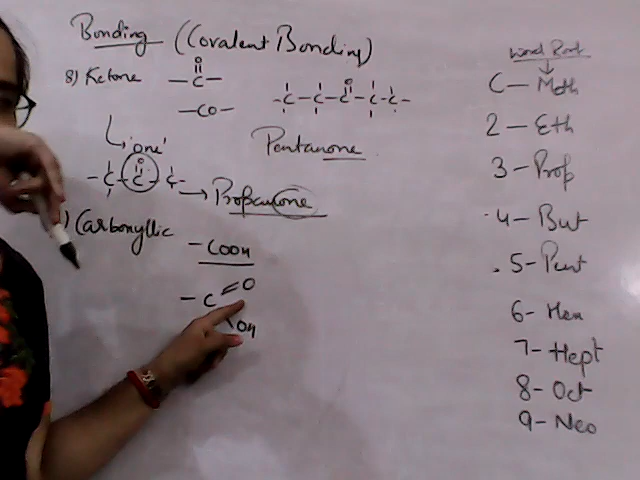 Bonding (Covalent Bonding)
8) Ketone
O
-C-
-CO-
'one'
O
-C-C-C-C-C-
Pentanone
O
-C-C-C- → Propanone
) Carbonyllic
-COOH
-C=O
OH
Word Root
C - Meth
2 - Eth
3 - Prop
4 - But
5 - Pent
6 - Hex
7 - Hept
8 - Oct
9 - Neo